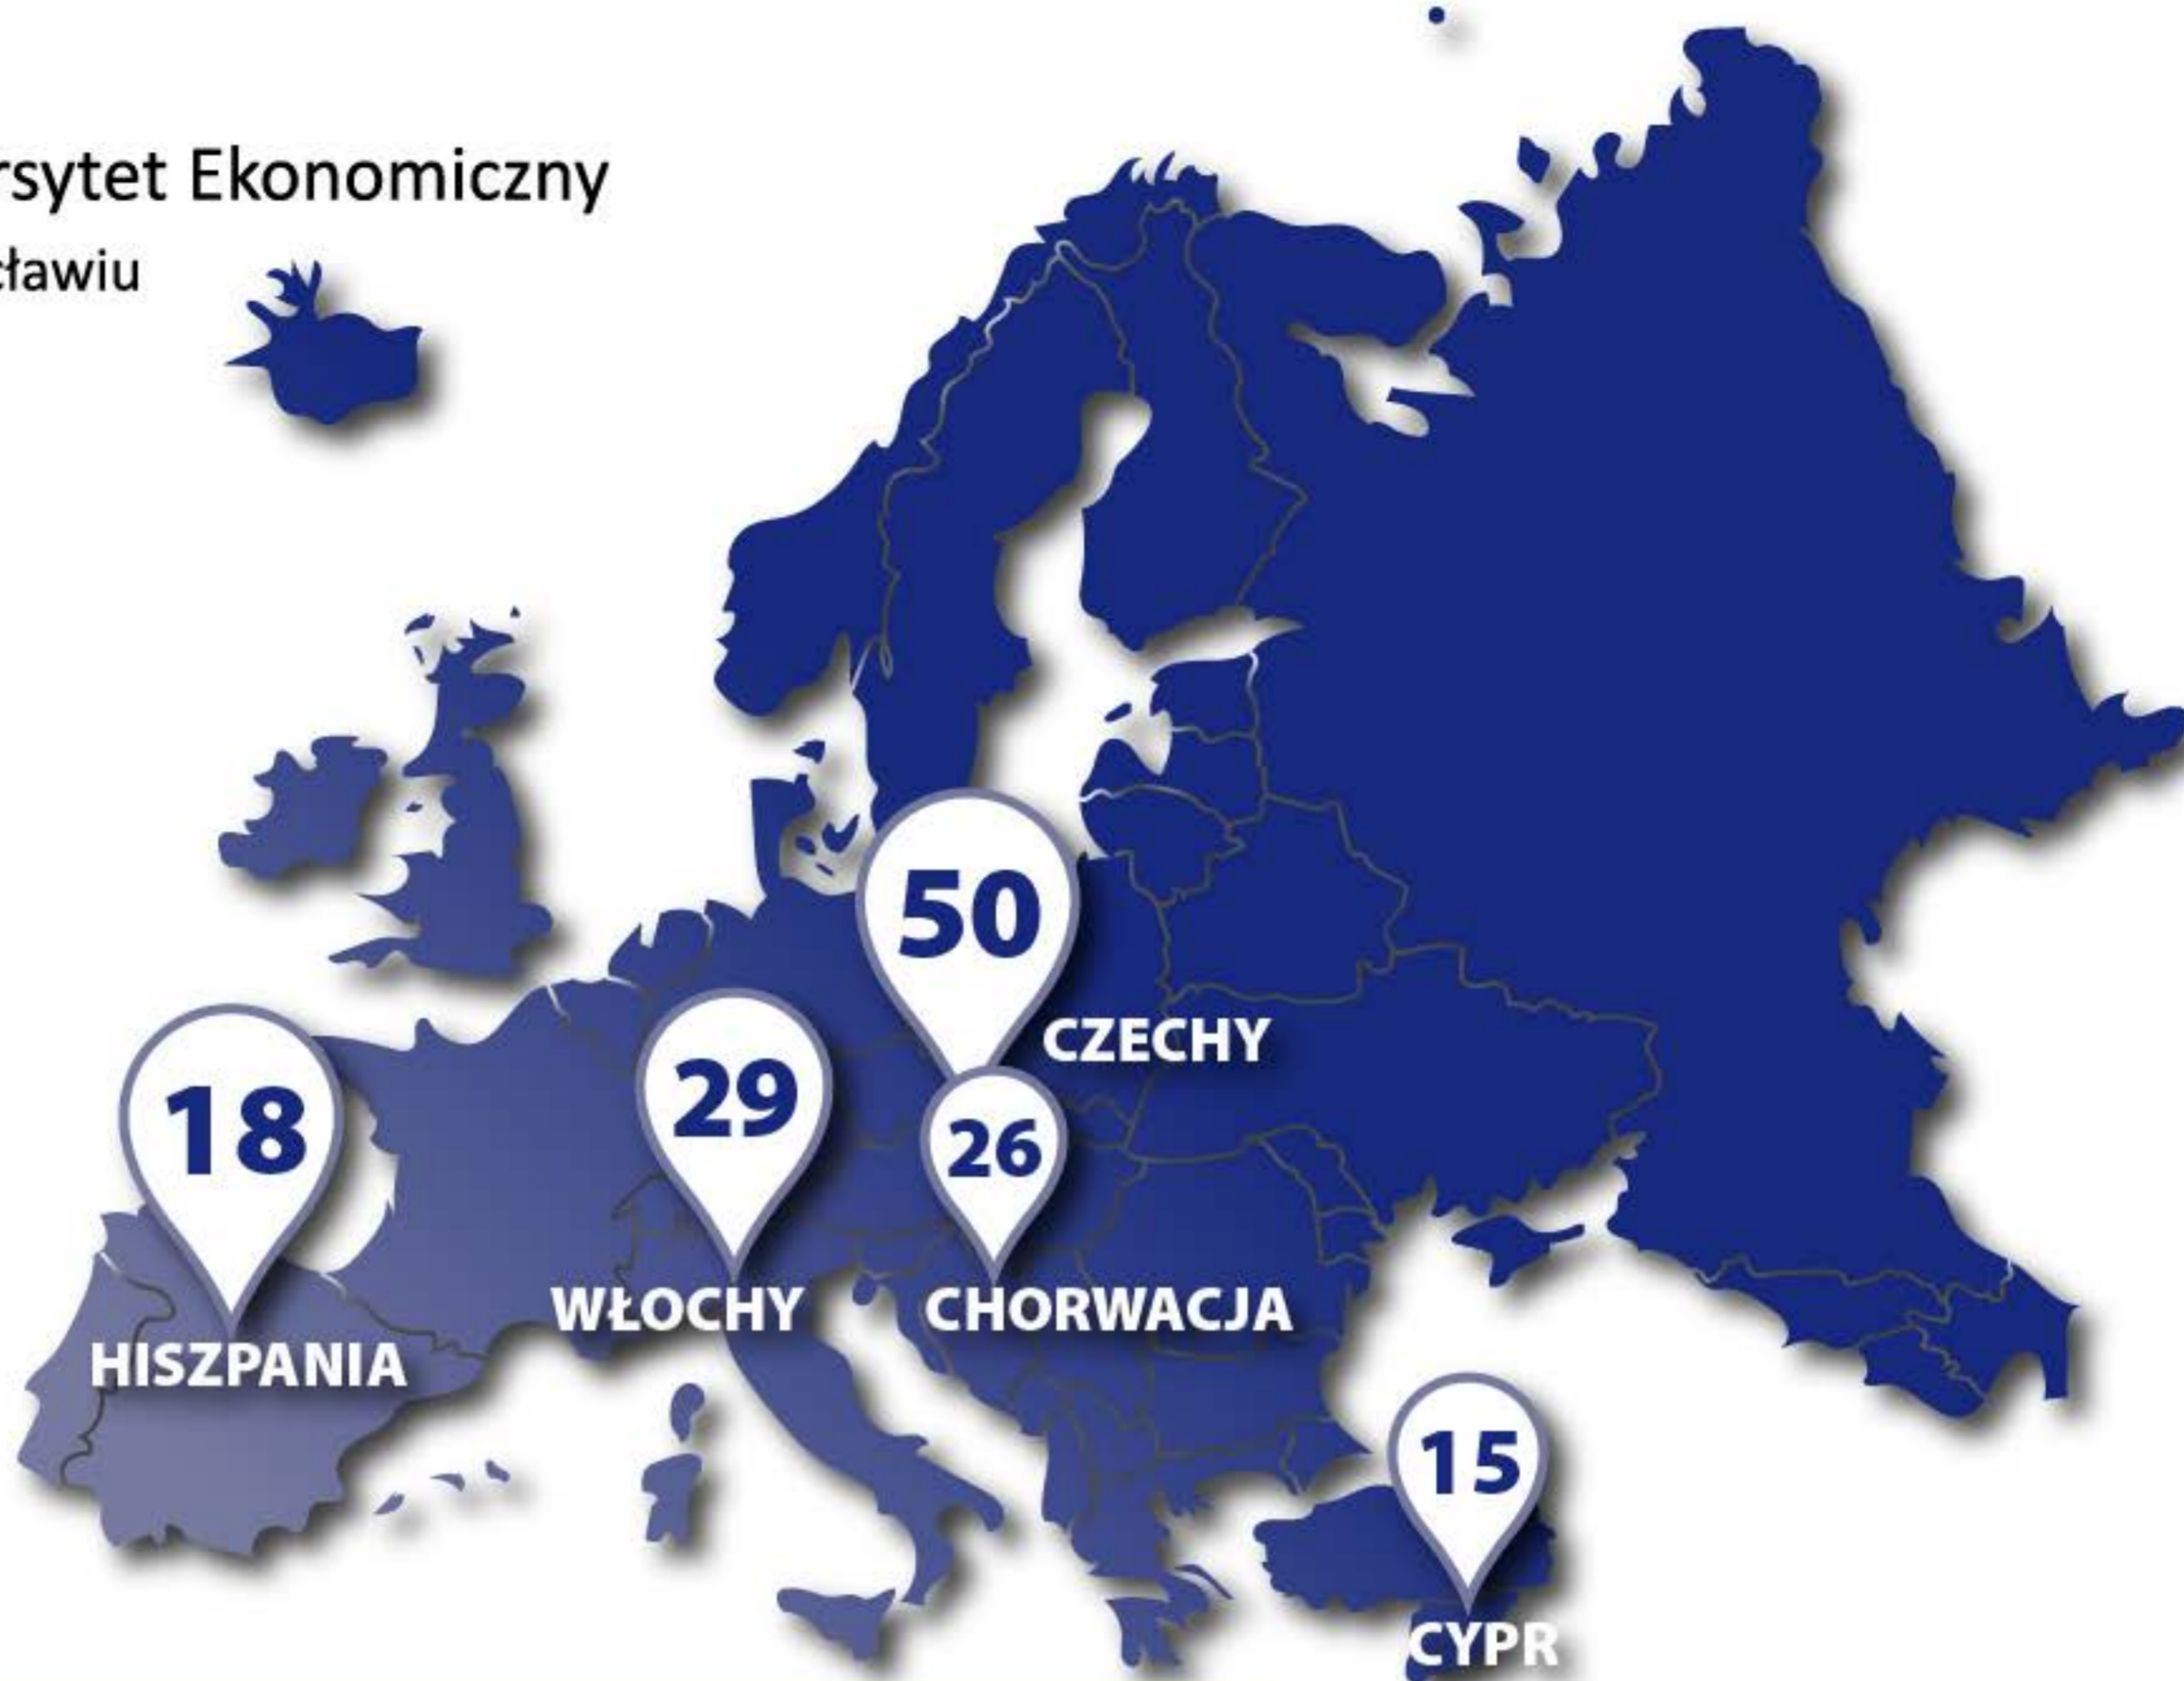 rsytet Ekonomiczny
cławiu
50
CZECHY
18
29
26
WŁOCHY
CHORWACJA
HISZPANIA
15
CYPR